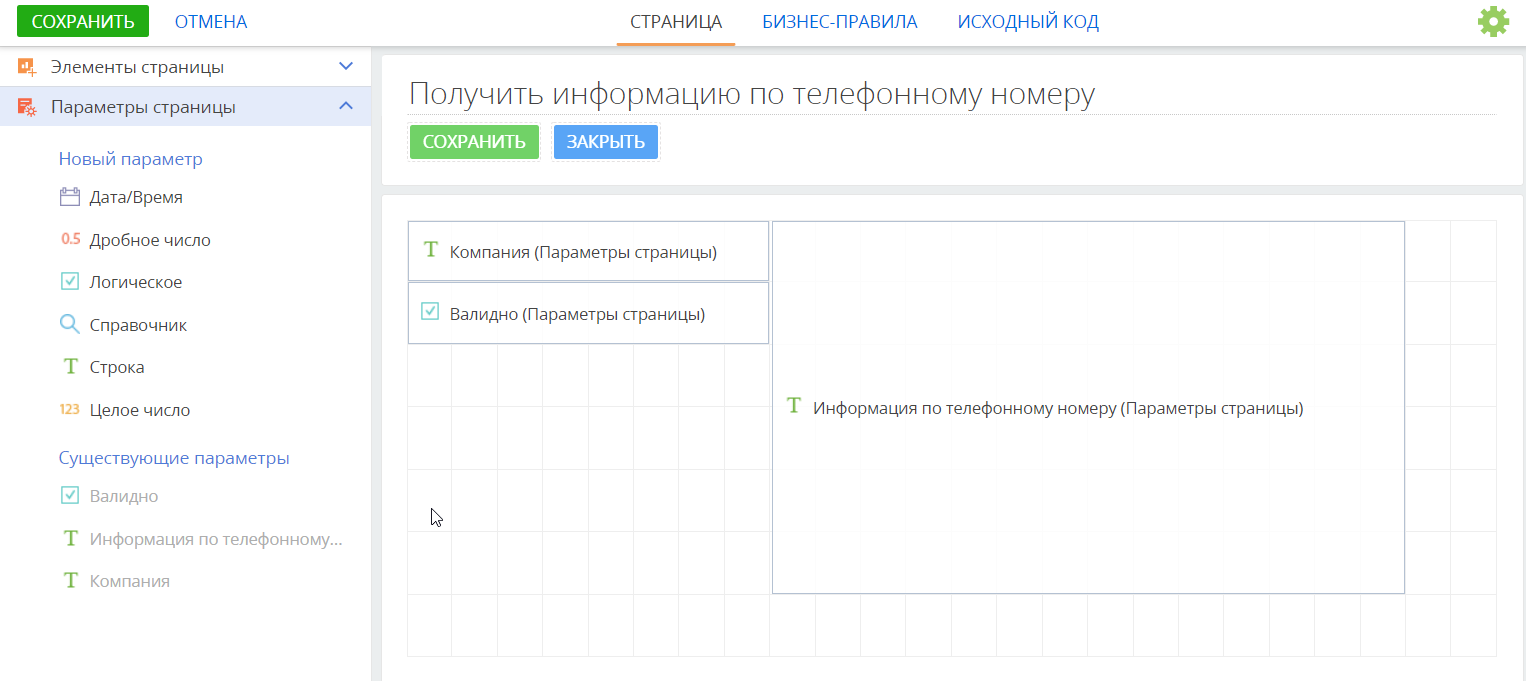 СОХРАНИТЬ ОТМЕНА СТРАНИЦА БИЗНЕС-ПРАВИЛА ИСХОДНЫЙ КОД
Элементы страницы
Параметры страницы
Новый параметр
Дата/Время
0.5 Дробное число
Логическое
Справочник
T Строка
123 Целое число
Существующие параметры
Валидно
T Информация по телефонному...
T Компания
Получить информацию по телефонному номеру
СОХРАНИТЬ ЗАКРЫТЬ
T Компания (Параметры страницы)
Валидно (Параметры страницы)
T Информация по телефонному номеру (Параметры страницы)